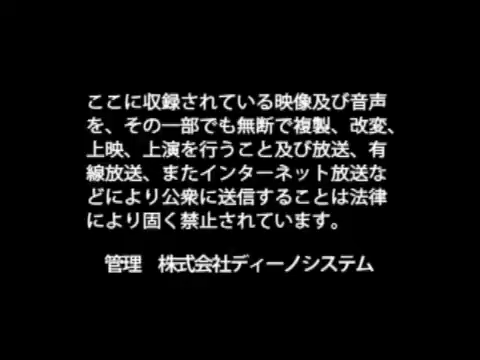 ここに収録されている映像及び音声
を、その一部でも無断で複製、改変、
上映、上演を行うこと及び放送、有
線放送、またインターネット放送な
どにより公衆に送信することは法律
により固く禁止されています。
管理　株式会社ディーノシステム